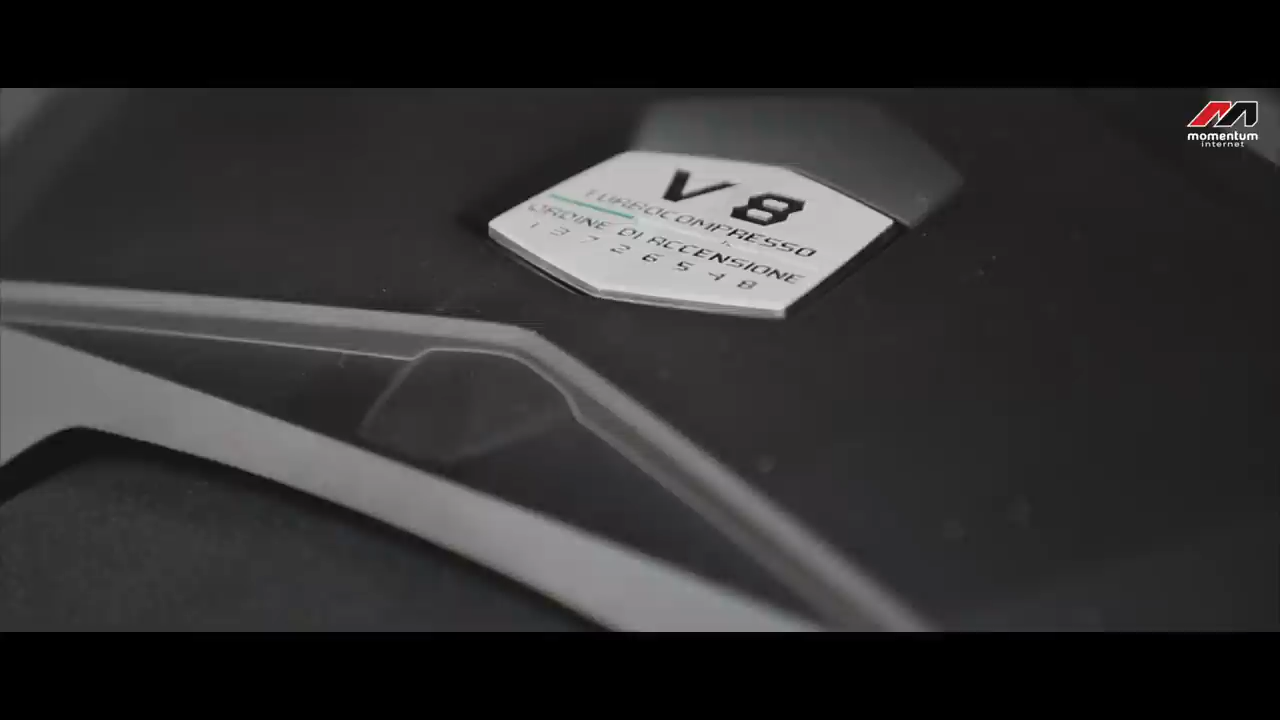 momentum
internet
V8
TURBOCOMPRESSO
ORDINE DI ACCENSIONE
1 3 7 2 6 5 4 8